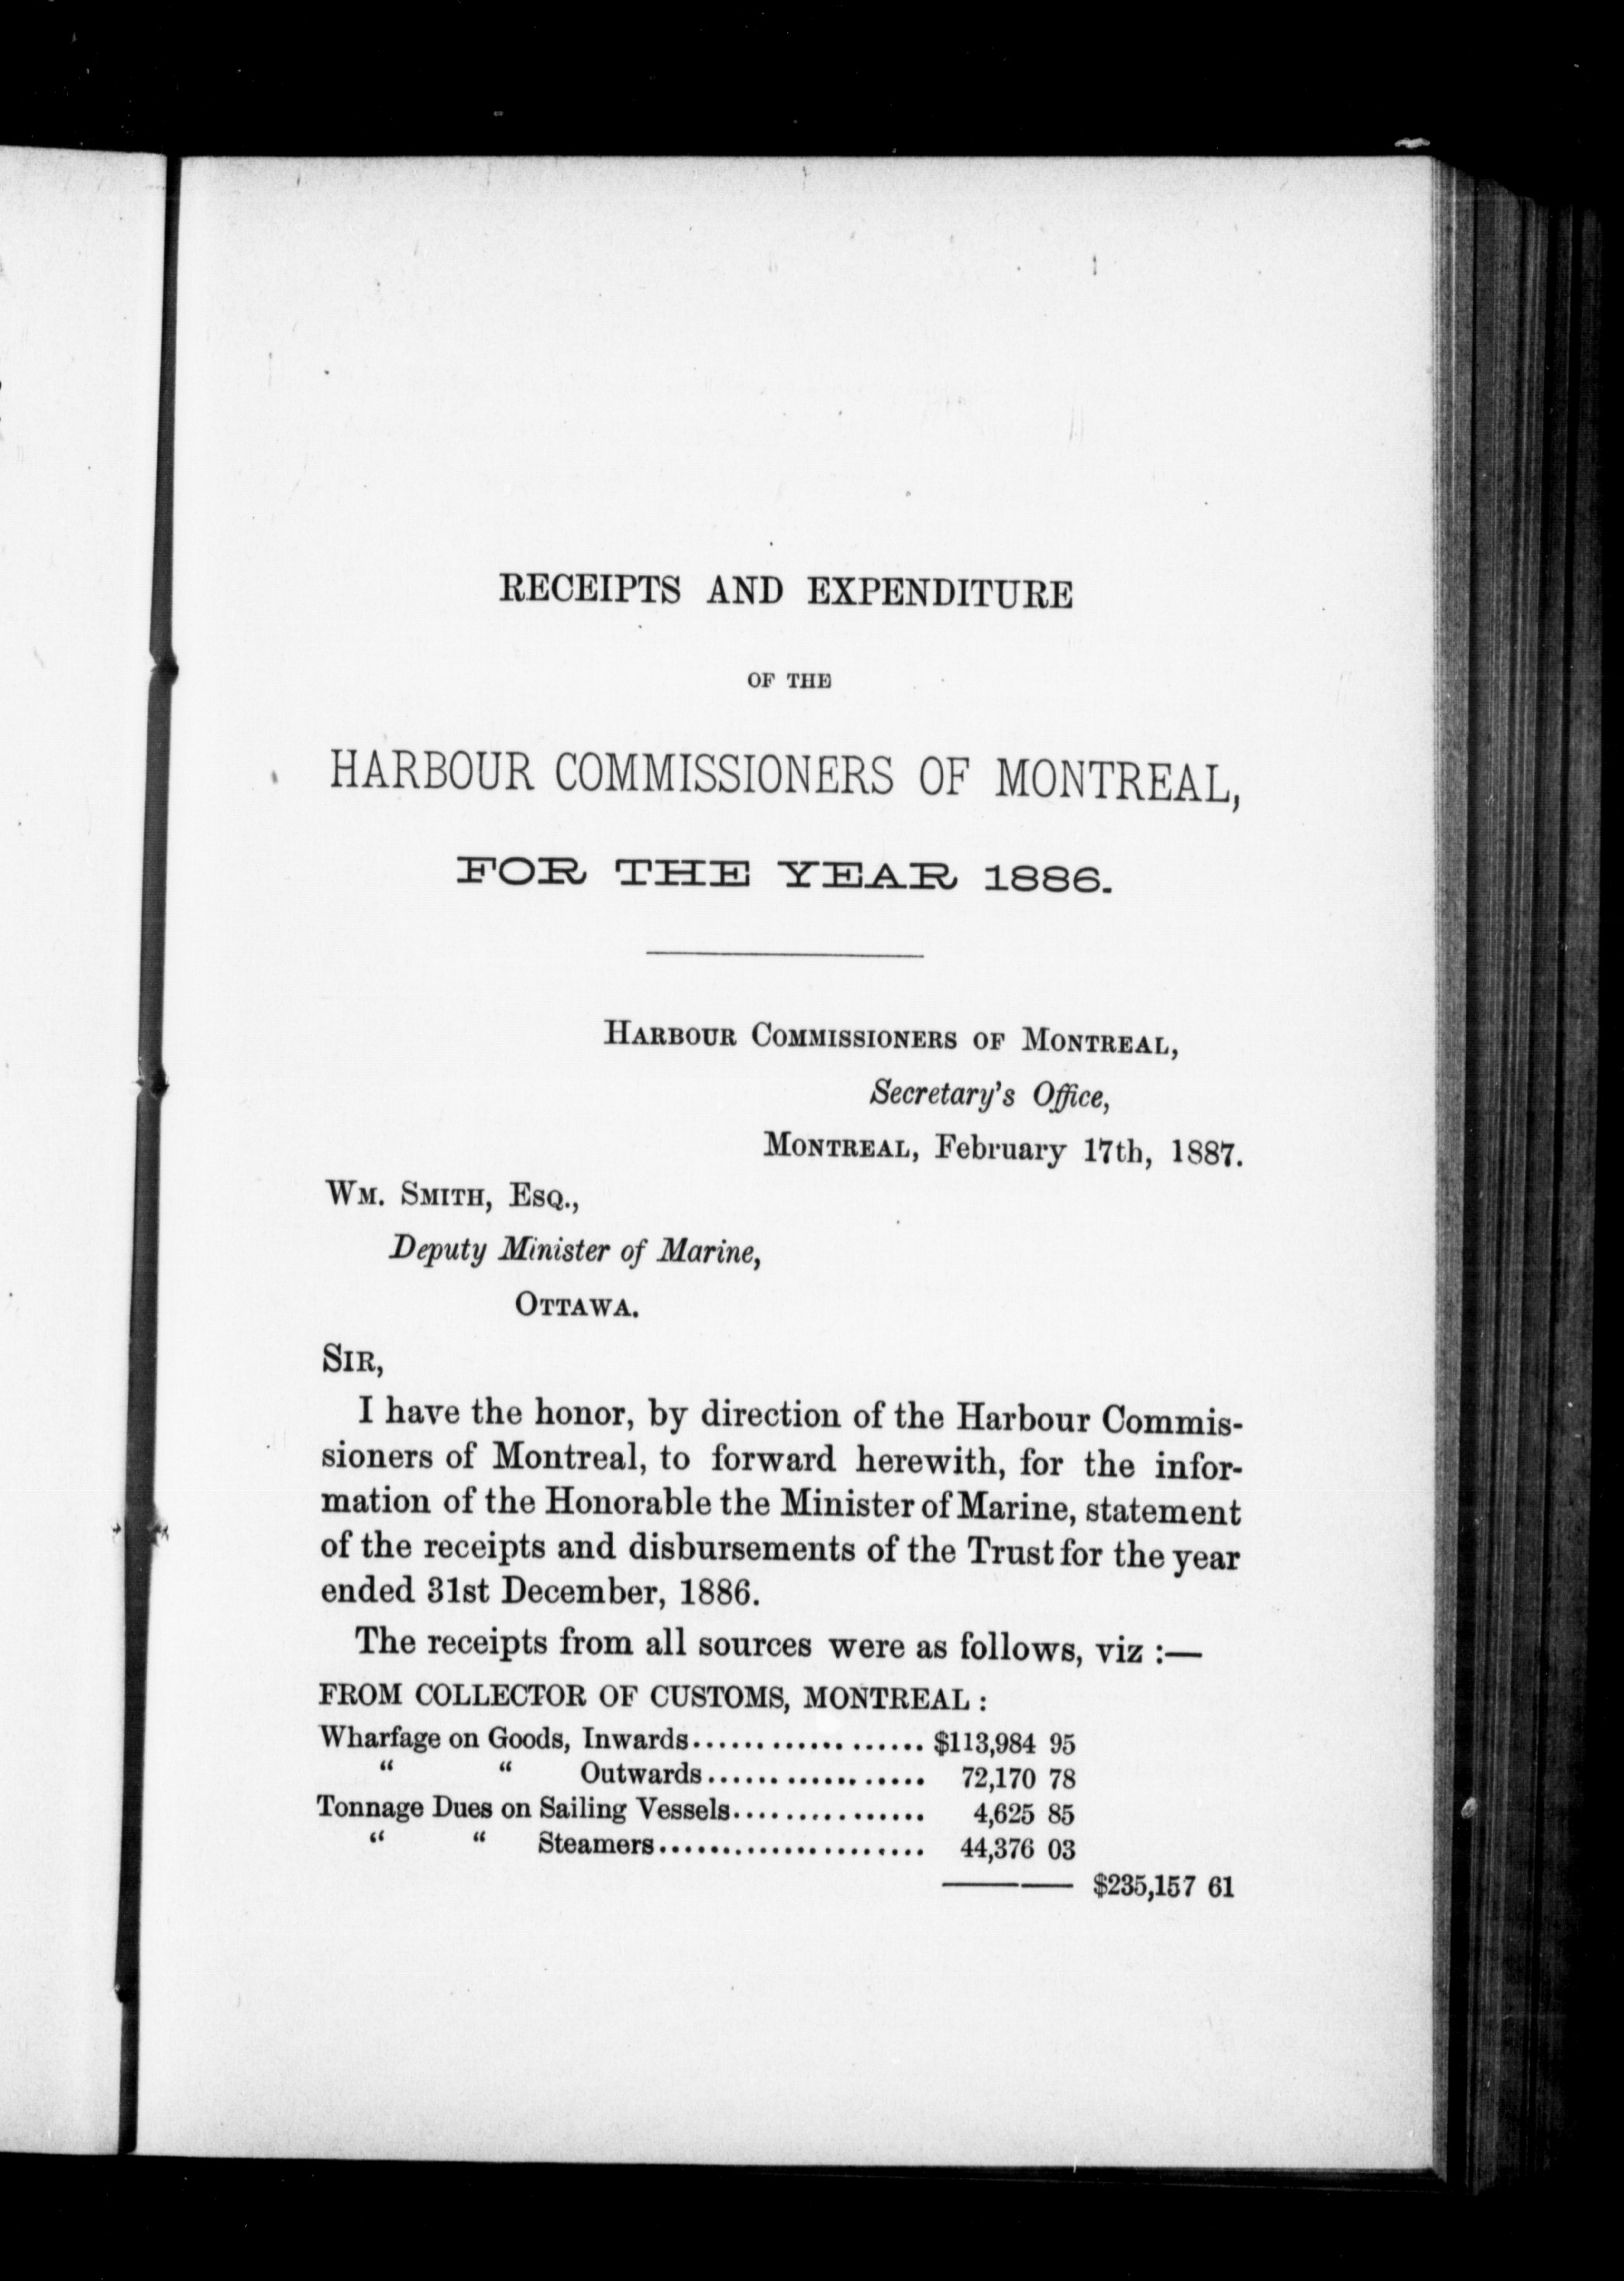 RECEIPTS AND EXPENDITURE
OF THE
HARBOUR COMMISSIONERS OF MONTREAL,
FOR THE YEAR 1886.
HARBOUR COMMISSIONERS OF MONTREAL,
Secretary's Office,
MONTREAL, February 17th, 1887.
WM. SMITH, ESQ.,
Deputy Minister of Marine,
OTTAWA.
SIR,
I have the honor, by direction of the Harbour Commis-
sioners of Montreal, to forward herewith, for the infor-
mation of the Honorable the Minister of Marine, statement
of the receipts and disbursements of the Trust for the year
ended 31st December, 1886.
The receipts from all sources were as follows, viz :—
FROM COLLECTOR OF CUSTOMS, MONTREAL :
Wharfage on Goods, Inwards..................... $113,984 95
“ “ Outwards.................... 72,170 78
Tonnage Dues on Sailing Vessels................ 4,625 85
“ “ Steamers...................... 44,376 03
——— $235,157 61